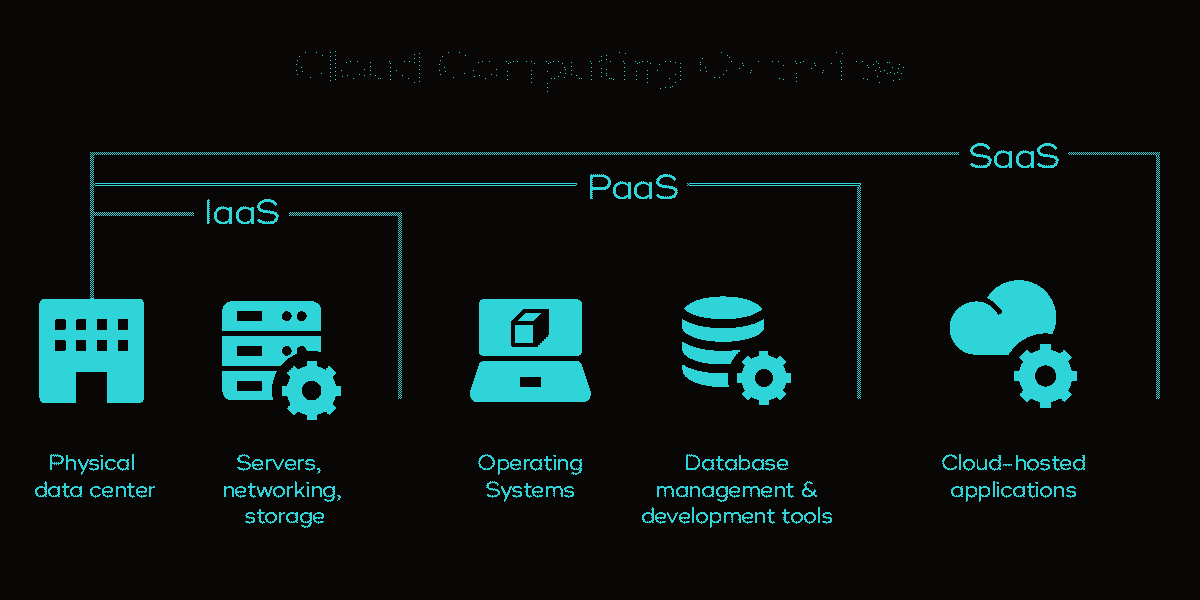 Cloud Computing Overview
SaaS
PaaS
IaaS
Physical
data center
Servers,
networking,
storage
Operating
Systems
Database
management &
development tools
Cloud-hosted
applications